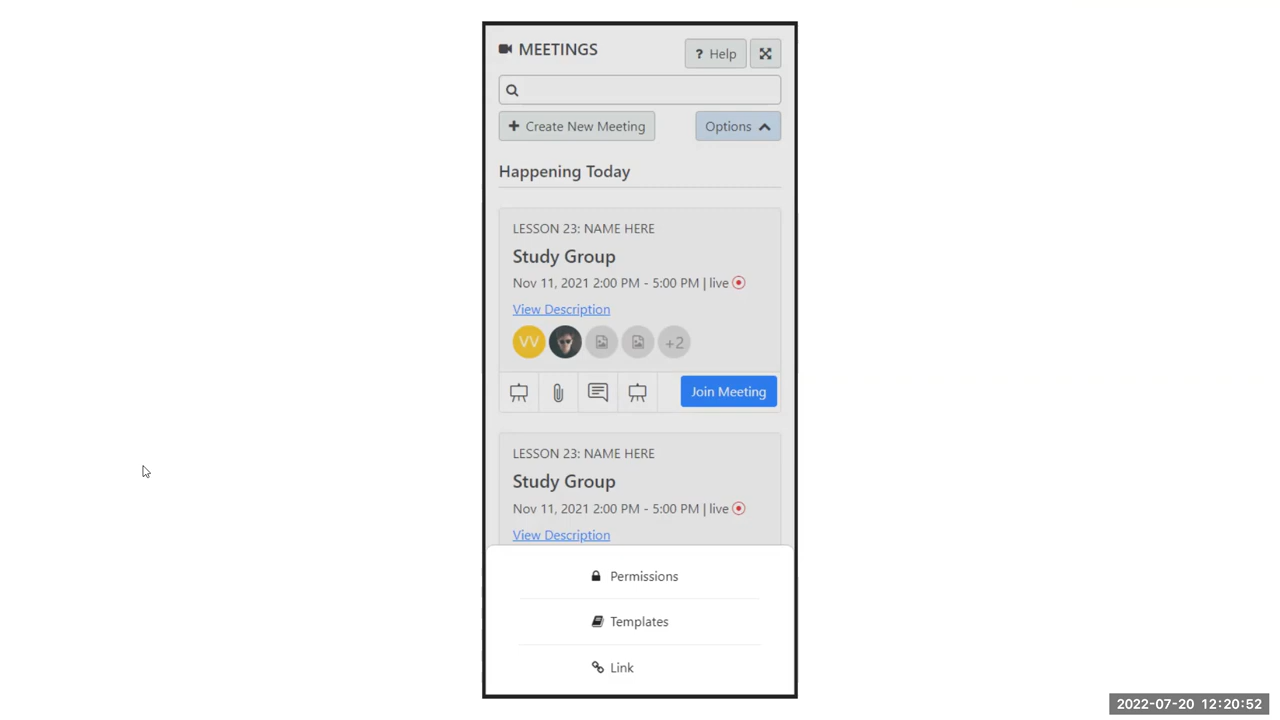 MEETINGS
? Help
+ Create New Meeting
Options
Happening Today
LESSON 23: NAME HERE
Study Group
Nov 11, 2021 2:00 PM - 5:00 PM | live
View Description
VV
+2
Join Meeting
LESSON 23: NAME HERE
Study Group
Nov 11, 2021 2:00 PM - 5:00 PM | live
View Description
Permissions
Templates
Link
2022-07-20 12:20:52